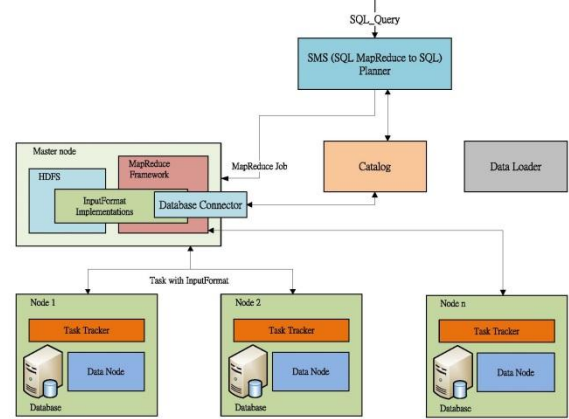 SQL_Query
SMS (SQL MapReduce to SQL)
Planner
Master node
HDFS
MapReduce
Framework
InputFormat
Implementations
Database Connector
MapReduce Job
Catalog
Data Loader
Task with InputFormat
Node 1
Task Tracker
Data Node
Database
Node 2
Task Tracker
Data Node
Database
Node n
Task Tracker
Data Node
Database